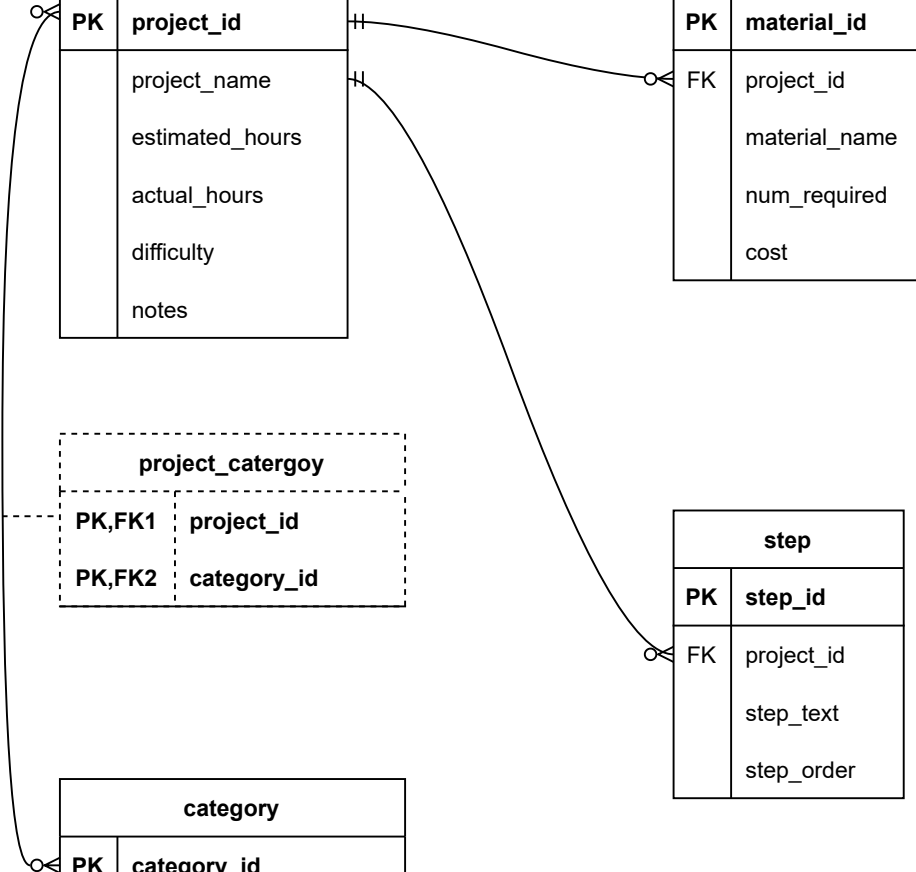 PK project_id
project_name
estimated_hours
actual_hours
difficulty
notes
PK material_id
FK project_id
material_name
num_required
cost
project_catergoy
PK,FK1 project_id
PK,FK2 category_id
step
PK step_id
FK project_id
step_text
step_order
category
PK category_id